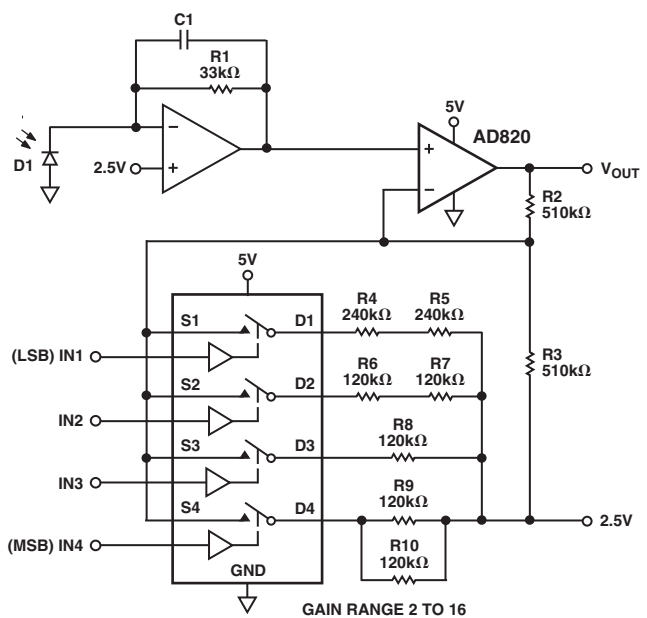 C1
R1
33kΩ
D1
2.5V
−
+
5V
AD820
+
−
VOUT
R2
510kΩ
5V
S1
D1
R4
240kΩ
R5
240kΩ
(LSB) IN1
R3
510kΩ
S2
D2
R6
120kΩ
R7
120kΩ
IN2
S3
D3
R8
120kΩ
IN3
S4
D4
R9
120kΩ
2.5V
(MSB) IN4
R10
120kΩ
GND
GAIN RANGE 2 TO 16